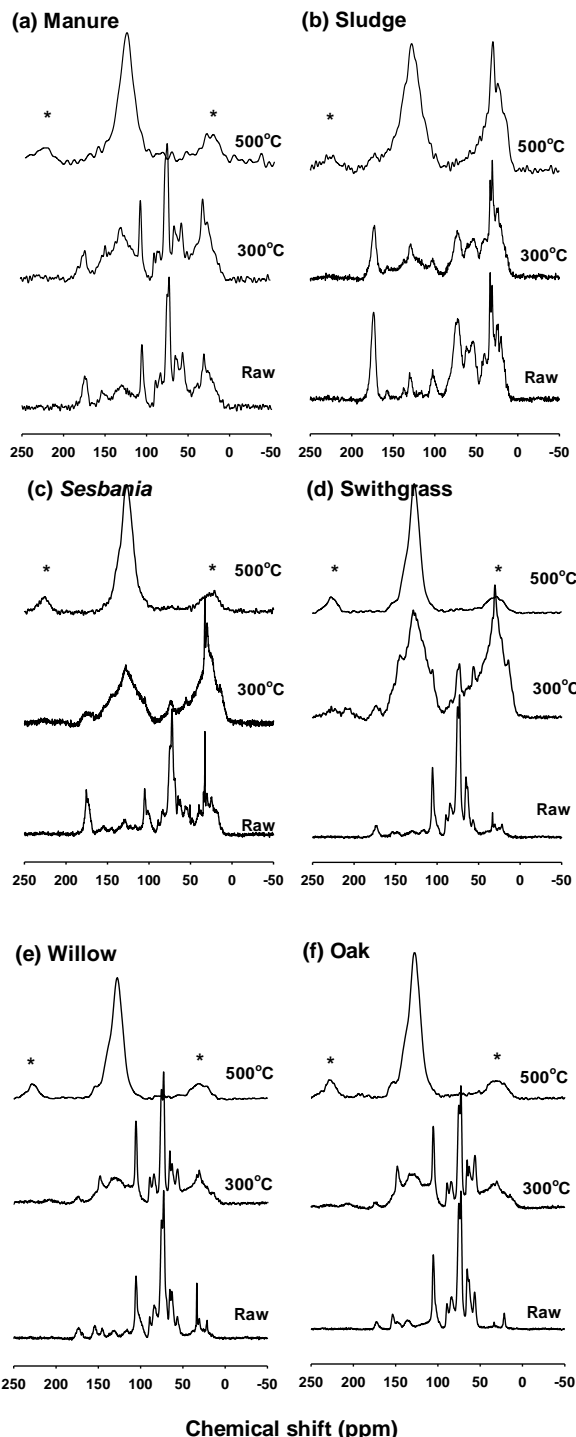 (a) Manure
(b) Sludge
*
*
500°C
*
500°C
300°C
300°C
Raw
Raw
250 200 150 100 50 0 -50
250 200 150 100 50 0 -50
(c) Sesbania
(d) Swithgrass
*
*
500°C
*
*
500°C
300°C
300°C
Raw
Raw
250 200 150 100 50 0 -50
250 200 150 100 50 0 -50
(e) Willow
(f) Oak
*
*
500°C
*
*
500°C
300°C
300°C
Raw
Raw
250 200 150 100 50 0 -50
250 200 150 100 50 0 -50
Chemical shift (ppm)